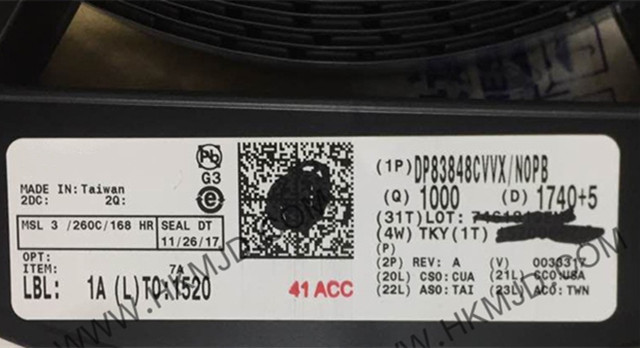 Pb
G3
e
MADE IN: Taiwan
2DC: 2Q:
MSL 3 /260C/168 HR SEAL DT
11/26/17
OPT:
ITEM: 7A
LBL: 1A (L)TO:1520
41 ACC
(1P) DP83848CVVX/NOPB
(Q) 1000 (D) 1740+5
(31T) LOT:
(4W) TKY (1T)
(P)
(2P) REV: A (V) 0033317
(20L) CSO: CUA (21L) CCO:USA
(22L) ASO: TAI (23L) ACO: TWN
WWW.HKMJD.COM